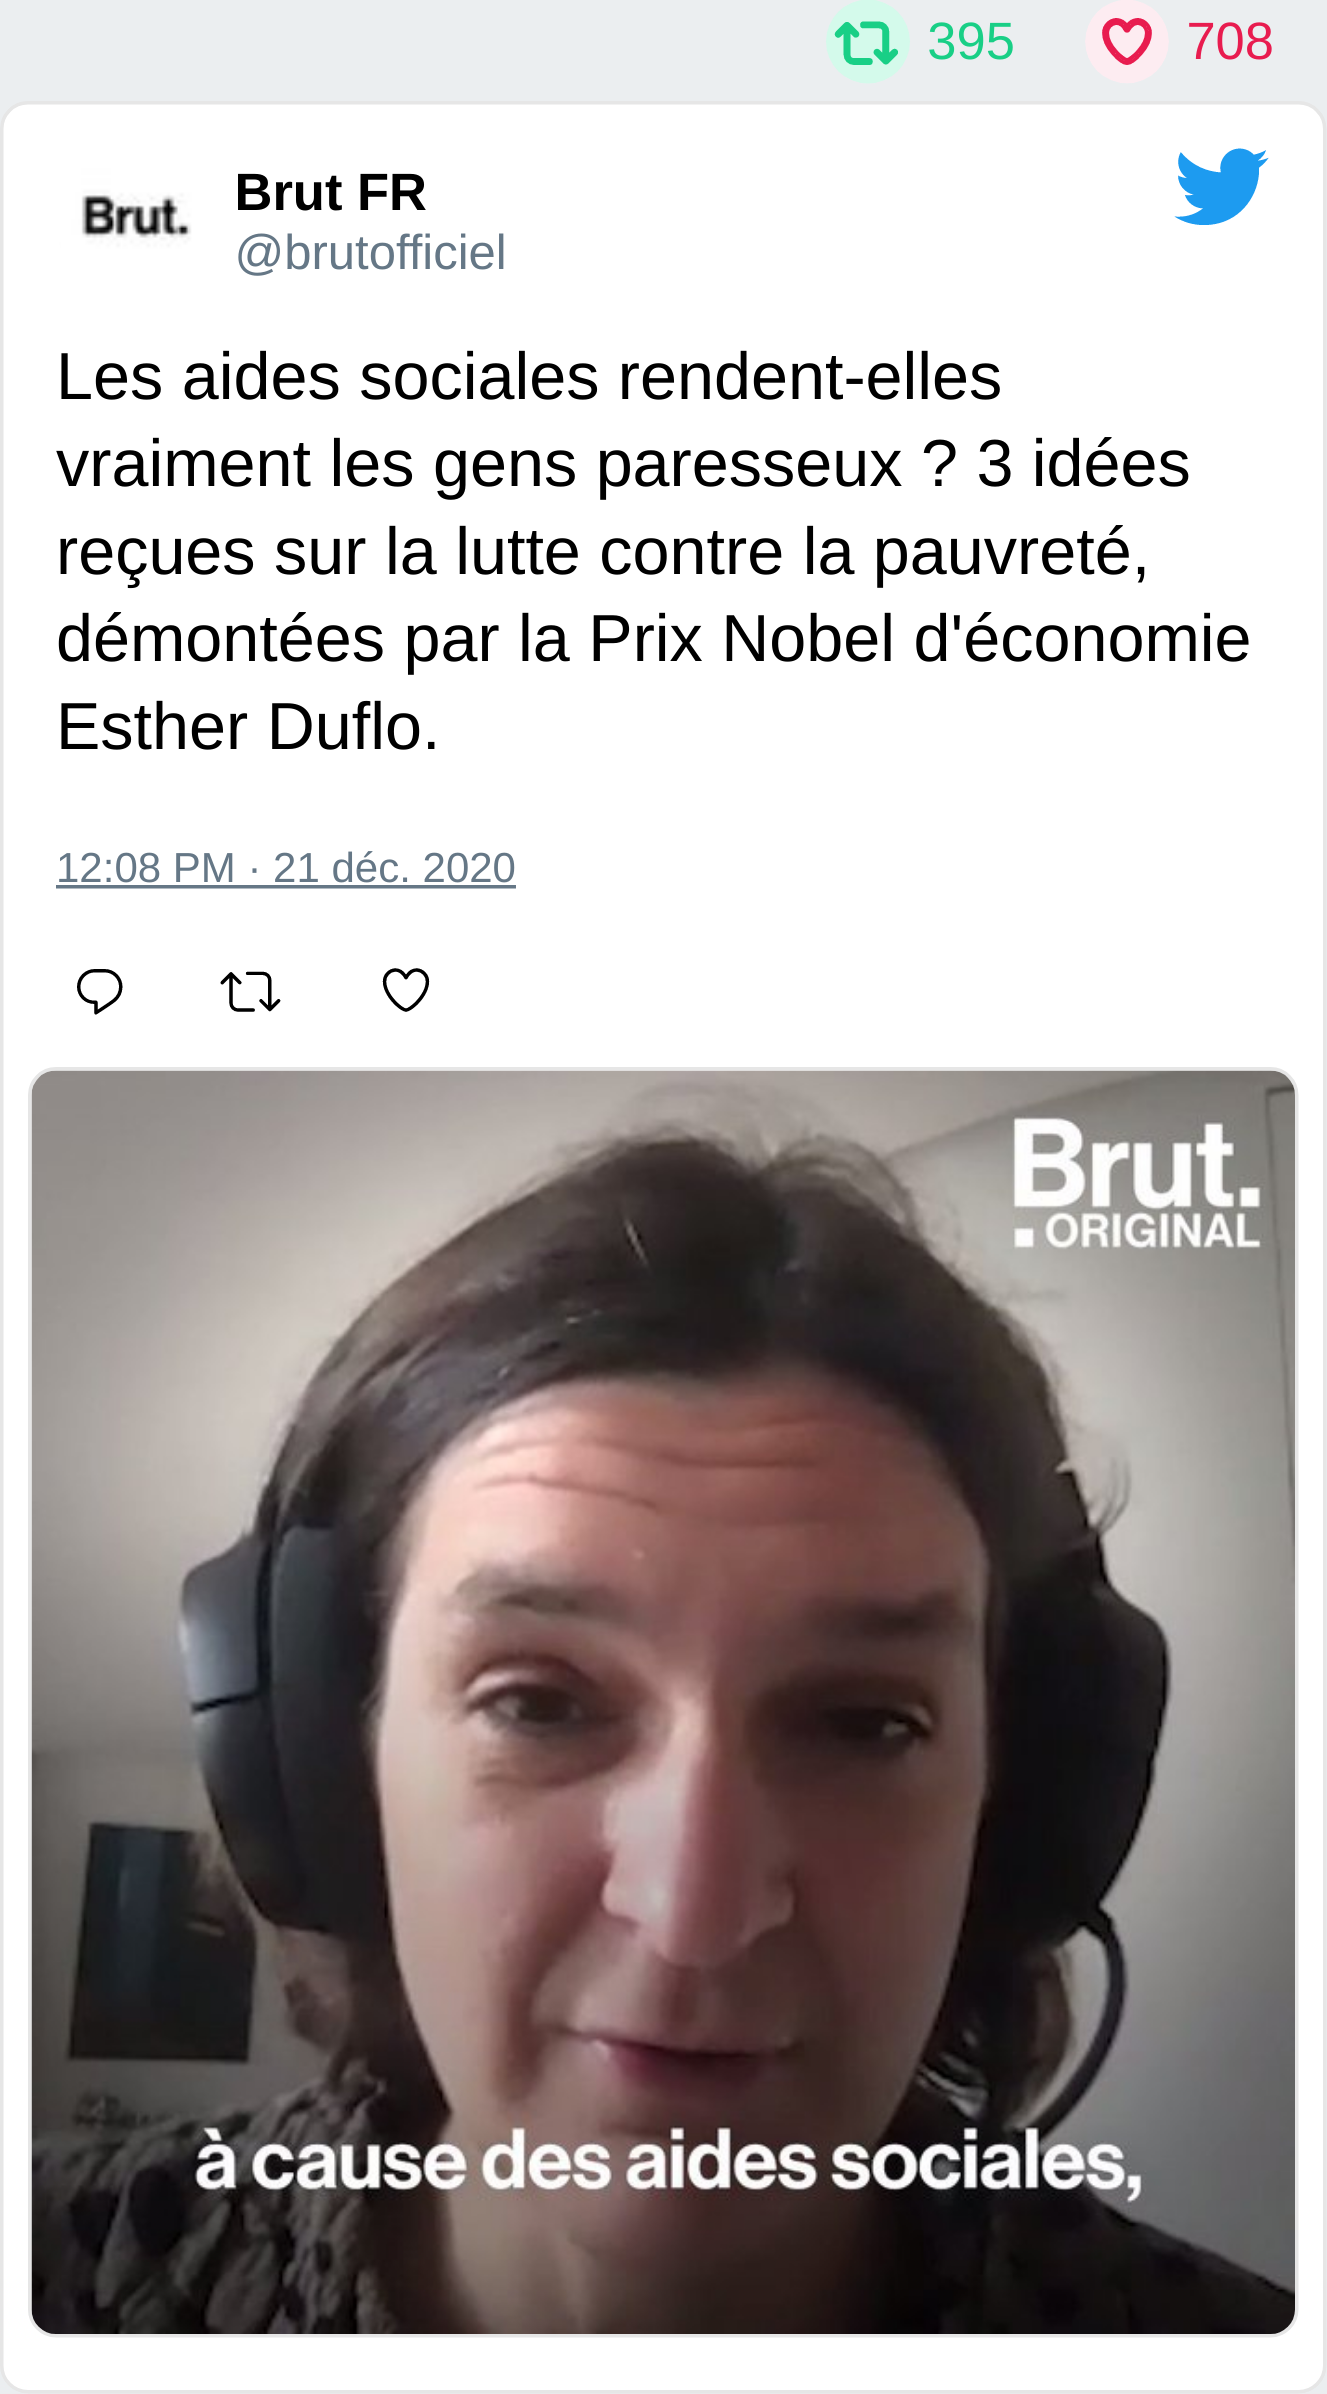 395 708
Brut.
Brut FR
@brutofficiel
Les aides sociales rendent-elles
vraiment les gens paresseux ? 3 idées
reçues sur la lutte contre la pauvreté,
démontées par la Prix Nobel d'économie
Esther Duflo.
12:08 PM · 21 déc. 2020
Brut.
ORIGINAL
à cause des aides sociales,